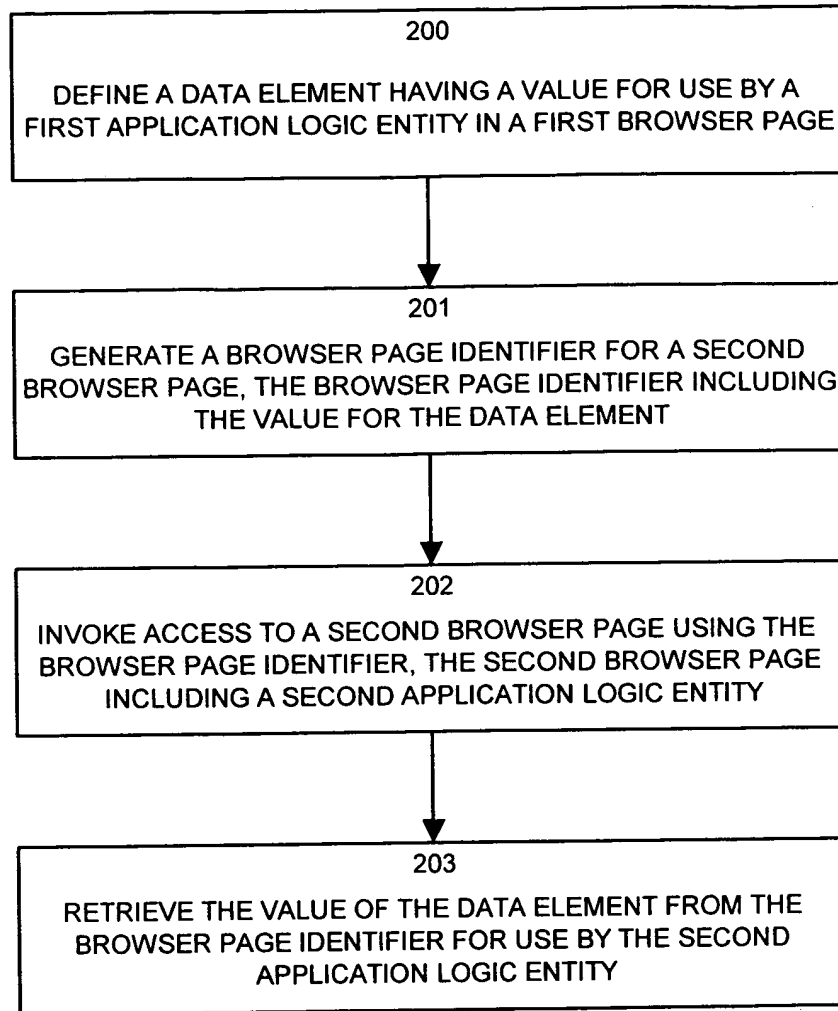 200
DEFINE A DATA ELEMENT HAVING A VALUE FOR USE BY A
FIRST APPLICATION LOGIC ENTITY IN A FIRST BROWSER PAGE
201
GENERATE A BROWSER PAGE IDENTIFIER FOR A SECOND
BROWSER PAGE, THE BROWSER PAGE IDENTIFIER INCLUDING
THE VALUE FOR THE DATA ELEMENT
202
INVOKE ACCESS TO A SECOND BROWSER PAGE USING THE
BROWSER PAGE IDENTIFIER, THE SECOND BROWSER PAGE
INCLUDING A SECOND APPLICATION LOGIC ENTITY
203
RETRIEVE THE VALUE OF THE DATA ELEMENT FROM THE
BROWSER PAGE IDENTIFIER FOR USE BY THE SECOND
APPLICATION LOGIC ENTITY